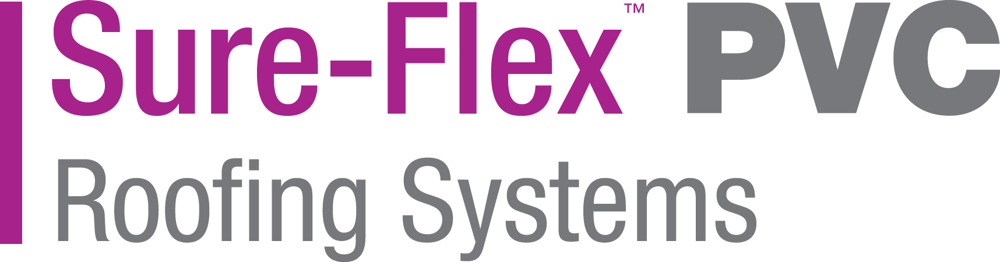 Sure-Flex™ PVC
Roofing Systems